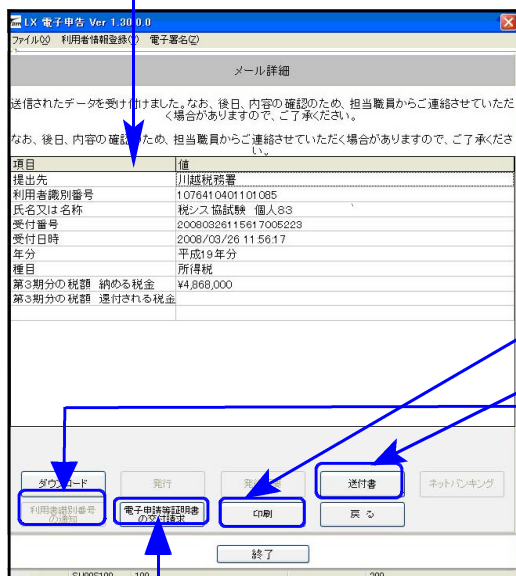 LX 電子申告 Ver 1.30.0.0
ファイル(X) 利用者情報登録(Y) 電子署名(Z)
メール詳細
送信されたデータを受け付けました。なお、後日、内容の確認のため、担当職員からご連絡させていただ
く場合がありますので、ご了承ください。
なお、後日、内容の確認のため、担当職員からご連絡させていただく場合がありますので、ご了承くださ
い。
項目 値
提出先 川越税務署
利用者識別番号 1076410401101085
氏名又は名称 税シス協試験 個人83
受付番号 20080326115617005223
受付日時 2008/03/26 11:56:17
年分 平成19年分
種目 所得税
第3期分の税額 納める税金 ¥4,868,000
第3期分の税額 還付される税金
ダウンロード 発行 送付書 ネットバンキング
利用者識別番号
の通知
電子申請等証明書
の交付請求
印刷 戻る
終了
SU00S100 100 200